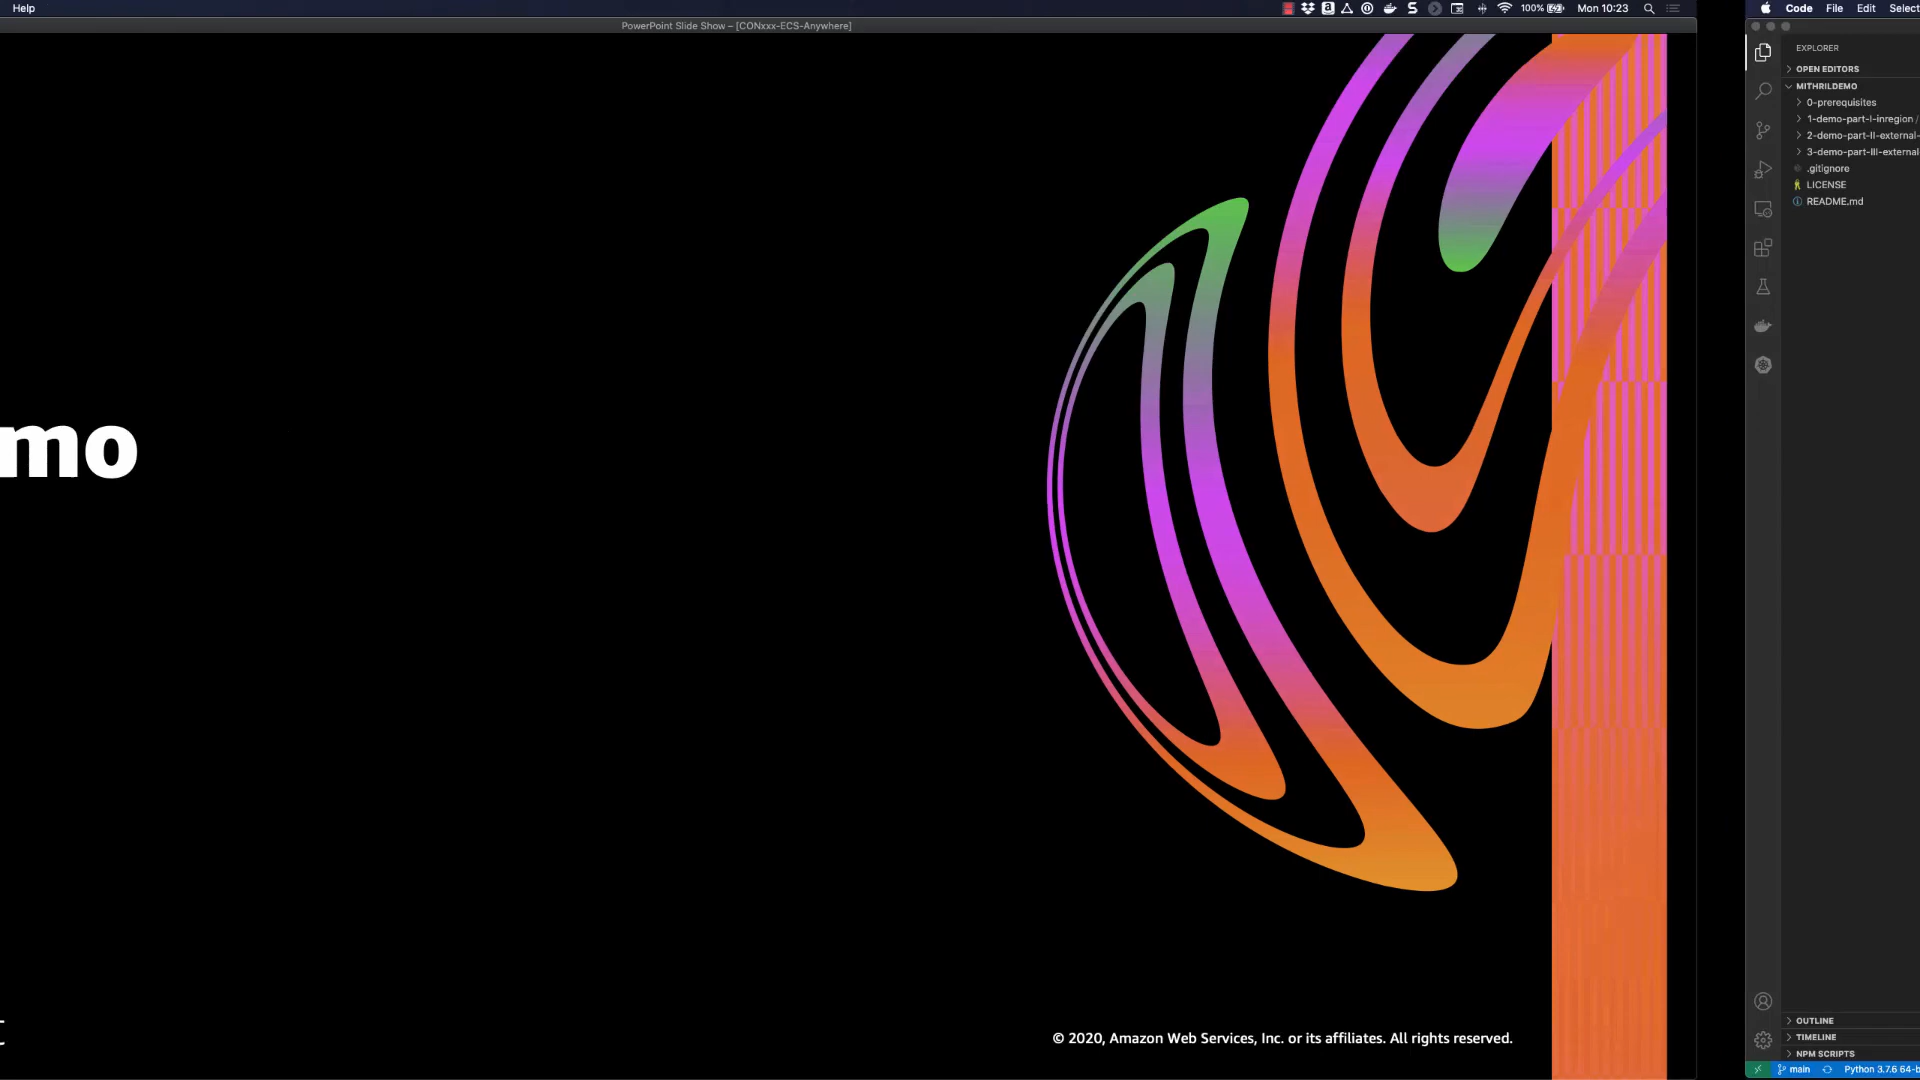 Help
100%
Mon 10:23
PowerPoint Slide Show – [CONxxx-ECS-Anywhere]
mo
t
© 2020, Amazon Web Services, Inc. or its affiliates. All rights reserved.
Code File Edit Select
EXPLORER
OPEN EDITORS
MITHRILDEMO
0-prerequisites
1-demo-part-I-inregion /
2-demo-part-II-external-
3-demo-part-III-external
.gitignore
LICENSE
README.md
OUTLINE
TIMELINE
NPM SCRIPTS
main
Python 3.7.6 64-b